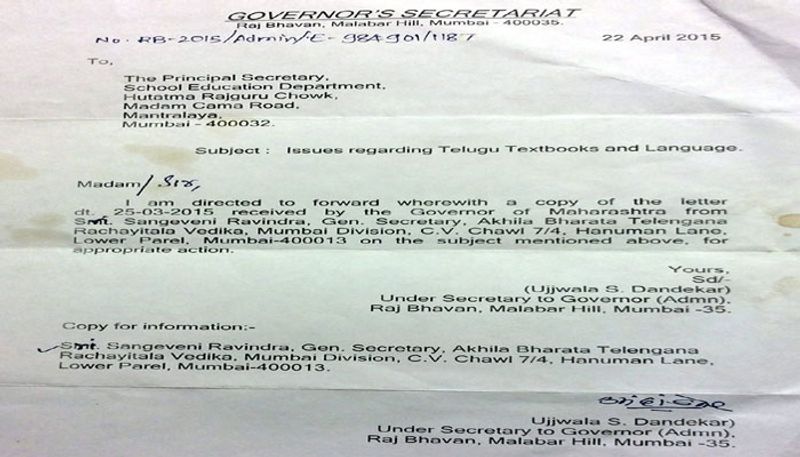 GOVERNOR'S SECRETARIAT
Raj Bhavan, Malabar Hill, Mumbai - 400035.
No. RB-2015/Admin/E-98A901/1187
22 April 2015
To,
The Principal Secretary,
School Education Department,
Hutatma Rajguru Chowk,
Madam Cama Road,
Mantralaya,
Mumbai - 400032.
Subject : Issues regarding Telugu Textbooks and Language.
Madam/Sir,
I am directed to forward wherewith a copy of the letter
dt. 25-03-2015 received by the Governor of Maharashtra from
Sangeveni Ravindra, Gen. Secretary, Akhila Bharata Telengana
Rachayitala Vedika, Mumbai Division, C.V. Chawl 7/4, Hanuman Lane,
Lower Parel, Mumbai-400013 on the subject mentioned above, for
appropriate action.
Yours,
Sd/-
(Ujjwala S. Dandekar)
Under Secretary to Governor (Admn).
Raj Bhavan, Malabar Hill, Mumbai -35.
Copy for information:-
Sangeveni Ravindra, Gen. Secretary, Akhila Bharata Telengana
Rachayitala Vedika, Mumbai Division, C.V. Chawl 7/4, Hanuman Lane,
Lower Parel, Mumbai-400013.
Ujjwala S. Dandekar
Under Secretary to Governor (Admn).
Raj Bhavan, Malabar Hill, Mumbai -35.